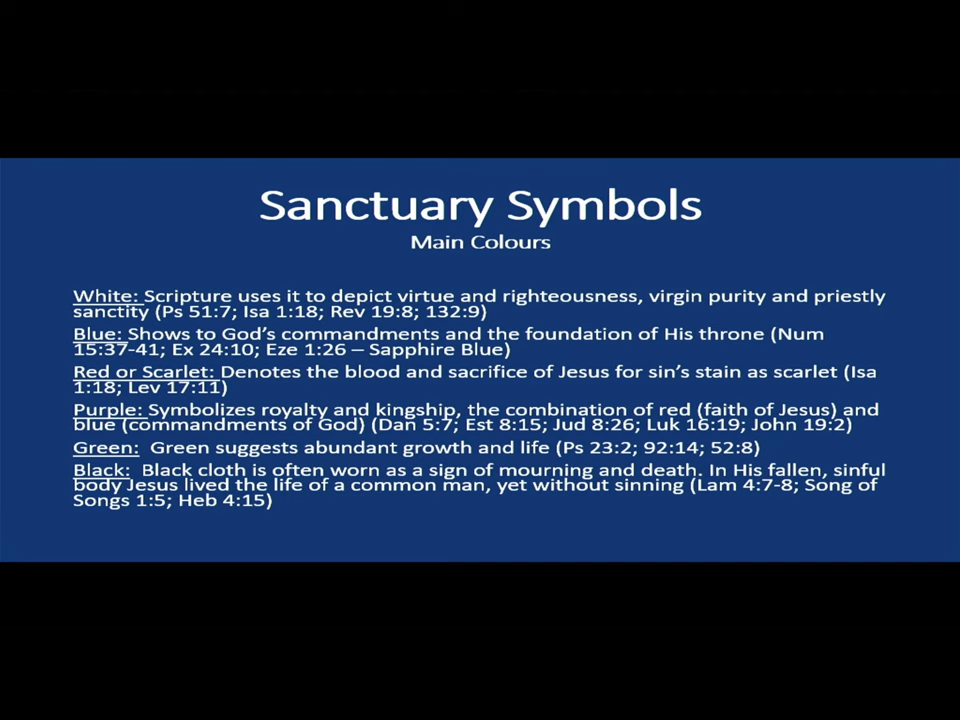 Sanctuary Symbols
Main Colours
White: Scripture uses it to depict virtue and righteousness, virgin purity and priestly
sanctity (Ps 51:7; Isa 1:18; Rev 19:8; 132:9)
Blue: Shows to God's commandments and the foundation of His throne (Num
15:37-41; Ex 24:10; Eze 1:26 – Sapphire Blue)
Red or Scarlet: Denotes the blood and sacrifice of Jesus for sin's stain as scarlet (Isa
1:18; Lev 17:11)
Purple: Symbolizes royalty and kingship, the combination of red (faith of Jesus) and
blue (commandments of God) (Dan 5:7; Est 8:15; Jud 8:26; Luk 16:19; John 19:2)
Green: Green suggests abundant growth and life (Ps 23:2; 92:14; 52:8)
Black: Black cloth is often worn as a sign of mourning and death. In His fallen, sinful
body Jesus lived the life of a common man, yet without sinning (Lam 4:7-8; Song of
Songs 1:5; Heb 4:15)